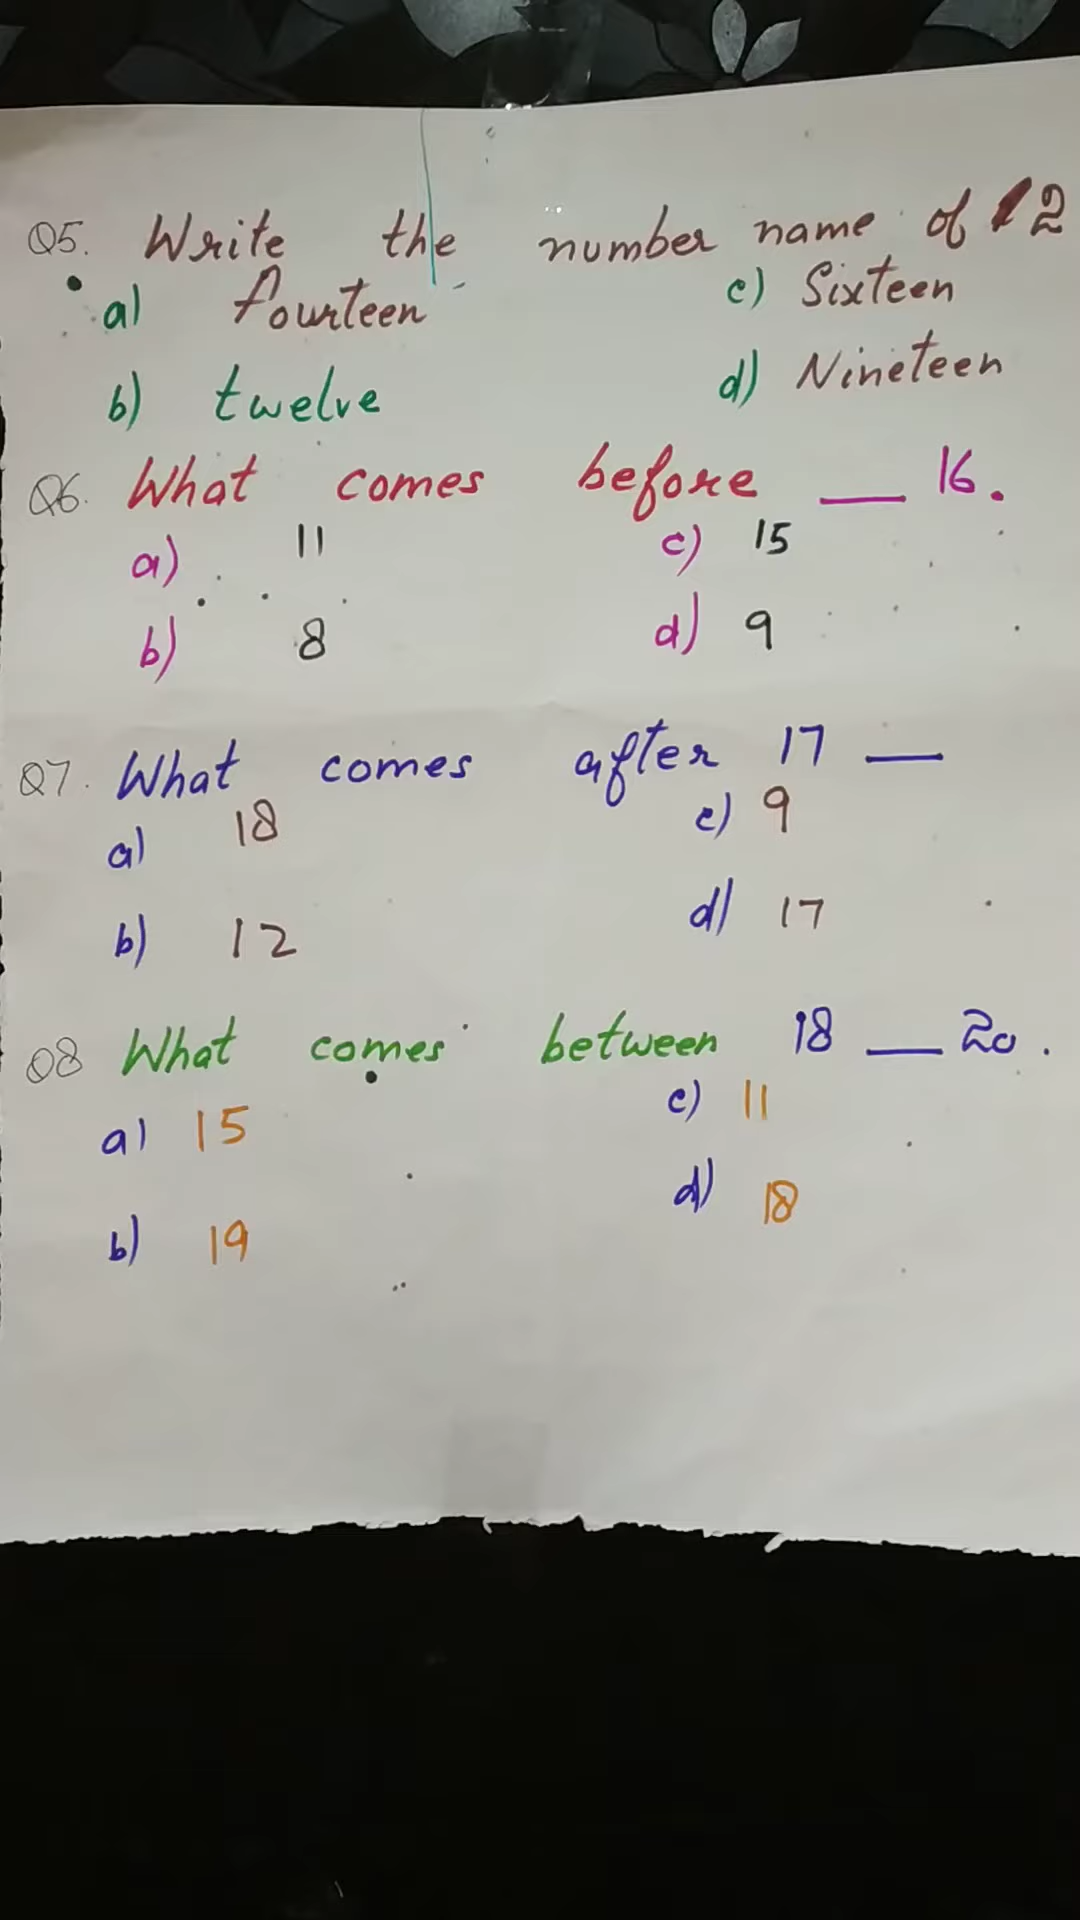 Q5. Write the number name of 12
a) fourteen c) Sixteen
b) twelve d) Nineteen
Q6. What comes before __ 16.
a) 11 c) 15
b) 8 d) 9
Q7. What comes after 17 __
a) 18 c) 9
b) 12 d) 17
Q8 What comes between 18 __ 20.
a) 15 c) 11
b) 19 d) 18